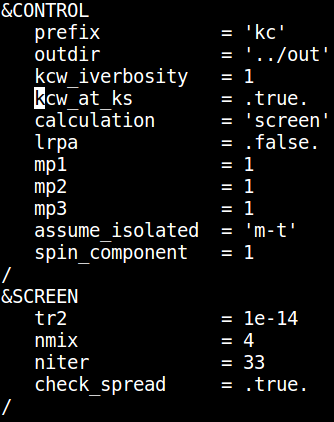 &CONTROL
prefix = 'kc'
outdir = '../out'
kcw_iverbosity = 1
kcw_at_ks = .true.
calculation = 'screen'
lrpa = .false.
mp1 = 1
mp2 = 1
mp3 = 1
assume_isolated = 'm-t'
spin_component = 1
/
&SCREEN
tr2 = 1e-14
nmix = 4
niter = 33
check_spread = .true.
/